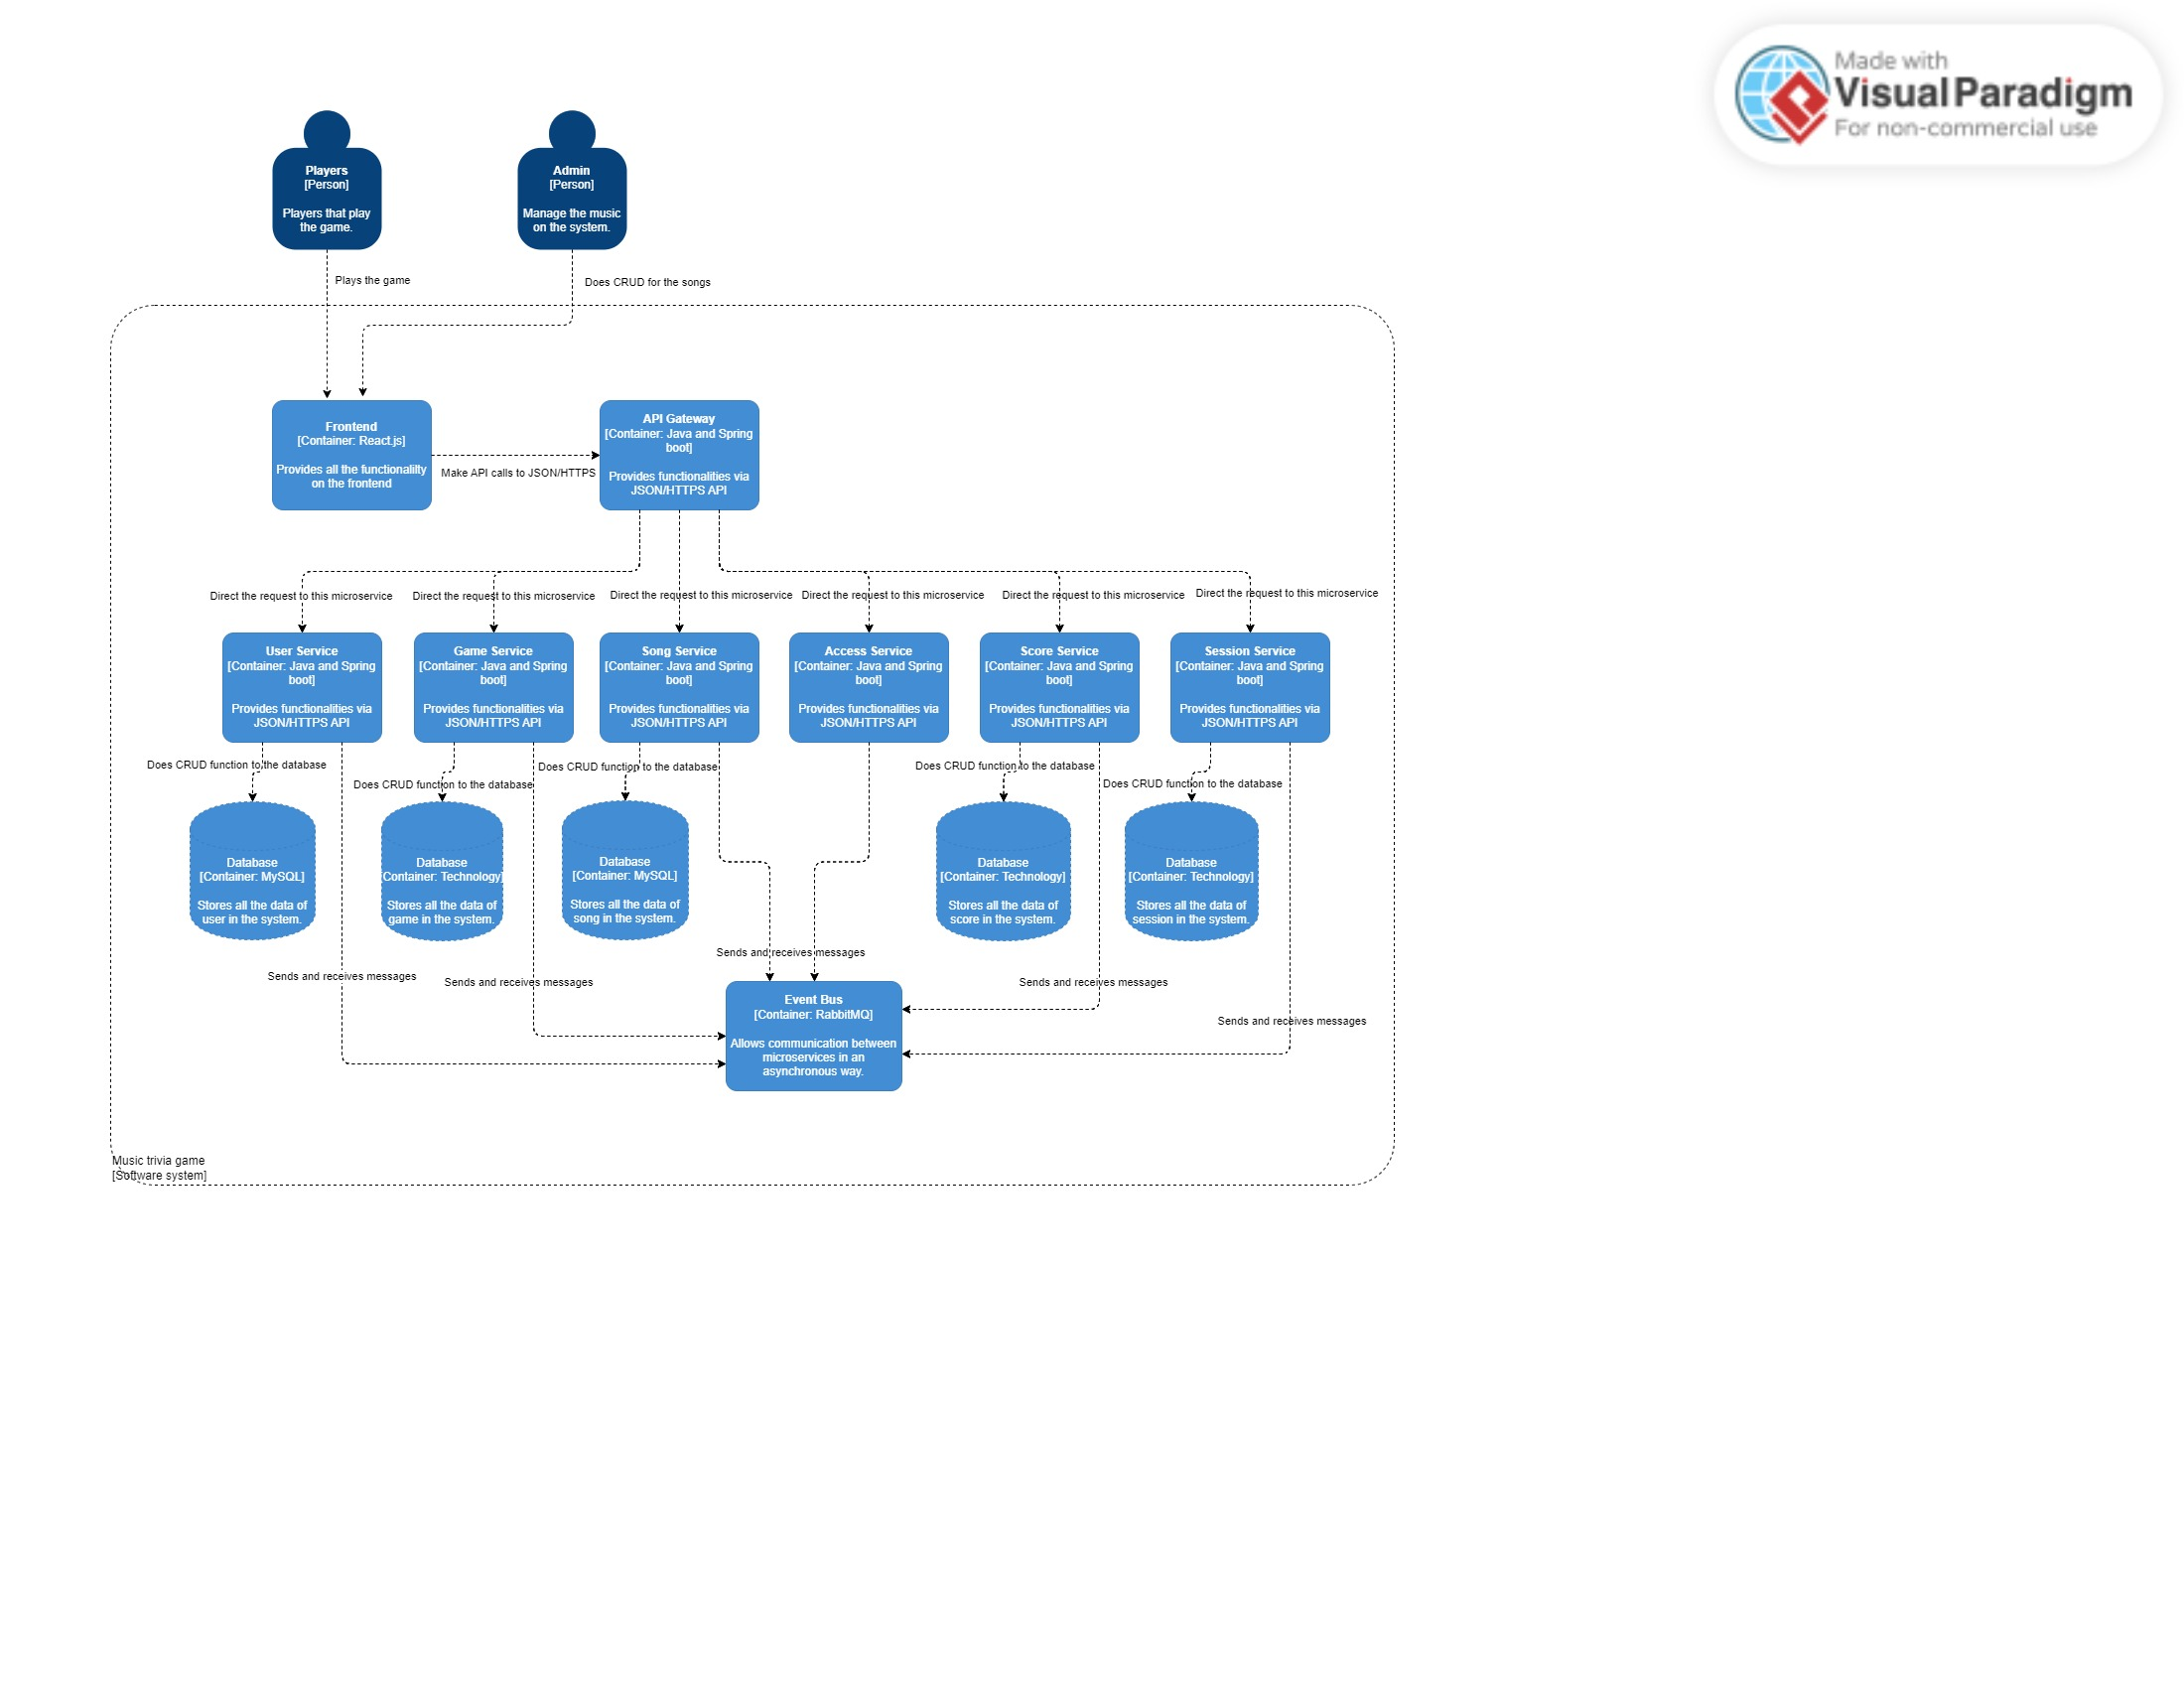 Made with
Visual Paradigm
For non-commercial use
Players
[Person]
Players that play
the game.
Admin
[Person]
Manage the music
on the system.
Plays the game
Does CRUD for the songs
Frontend
[Container: React.js]
Provides all the functionalilty
on the frontend
Make API calls to JSON/HTTPS
API Gateway
[Container: Java and Spring
boot]
Provides functionalities via
JSON/HTTPS API
Direct the request to this microservice
Direct the request to this microservice
Direct the request to this microservice
Direct the request to this microservice
Direct the request to this microservice
Direct the request to this microservice
User Service
[Container: Java and Spring
boot]
Provides functionalities via
JSON/HTTPS API
Game Service
[Container: Java and Spring
boot]
Provides functionalities via
JSON/HTTPS API
Song Service
[Container: Java and Spring
boot]
Provides functionalities via
JSON/HTTPS API
Access Service
[Container: Java and Spring
boot]
Provides functionalities via
JSON/HTTPS API
Score Service
[Container: Java and Spring
boot]
Provides functionalities via
JSON/HTTPS API
Session Service
[Container: Java and Spring
boot]
Provides functionalities via
JSON/HTTPS API
Does CRUD function to the database
Does CRUD function to the database
Does CRUD function to the database
Does CRUD function to the database
Does CRUD function to the database
Database
[Container: MySQL]
Stores all the data of
user in the system.
Database
[Container: Technology]
Stores all the data of
game in the system.
Database
[Container: MySQL]
Stores all the data of
song in the system.
Database
[Container: Technology]
Stores all the data of
score in the system.
Database
[Container: Technology]
Stores all the data of
session in the system.
Sends and receives messages
Sends and receives messages
Sends and receives messages
Sends and receives messages
Sends and receives messages
Event Bus
[Container: RabbitMQ]
Allows communication between
microservices in an
asynchronous way.
Music trivia game
[Software system]